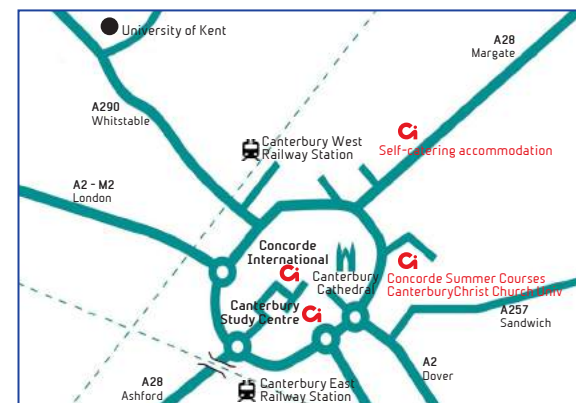 University of Kent
A28
Margate
A290
Whitstable
Canterbury West
Railway Station
Self-catering accommodation
A2 - M2
London
Concorde
International
Canterbury
Cathedral
Concorde Summer Courses
CanterburyChrist Church Univ
Canterbury
Study Centre
A257
Sandwich
A2
Dover
A28
Ashford
Canterbury East
Railway Station